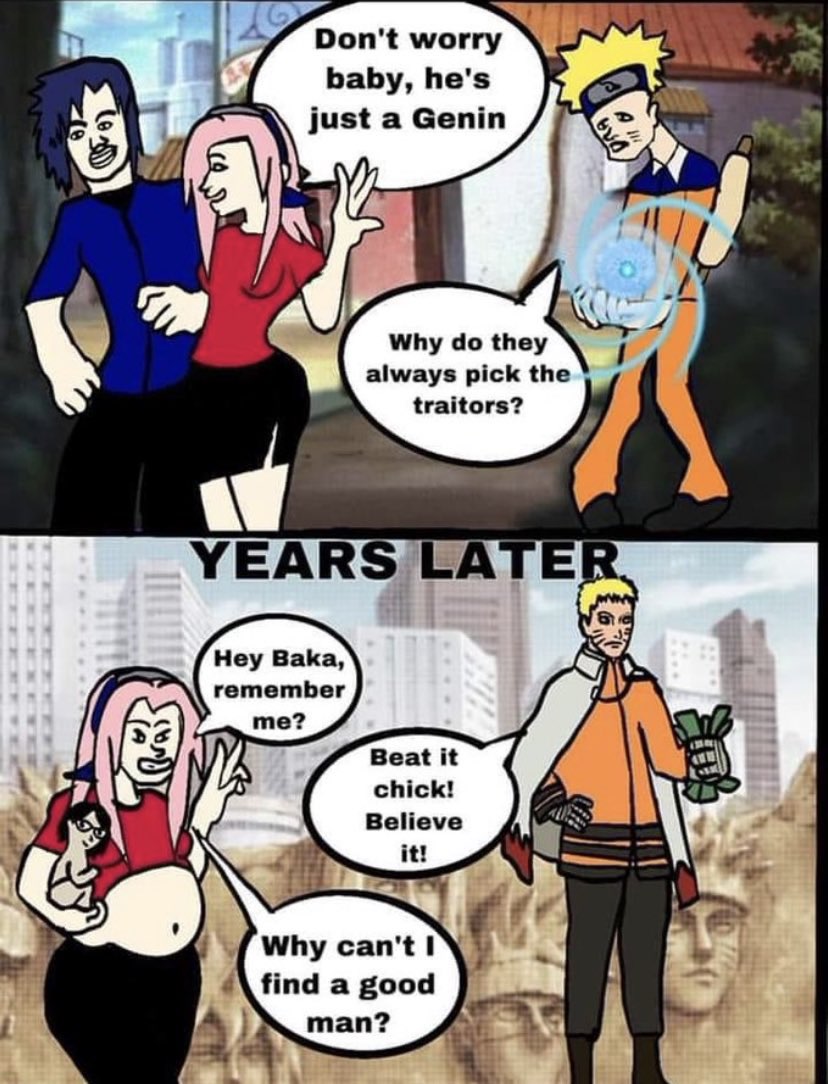 Don't worry
baby, he's
just a Genin
Why do they
always pick the
traitors?
YEARS LATER
Hey Baka,
remember
me?
Beat it
chick!
Believe
it!
Why can't I
find a good
man?